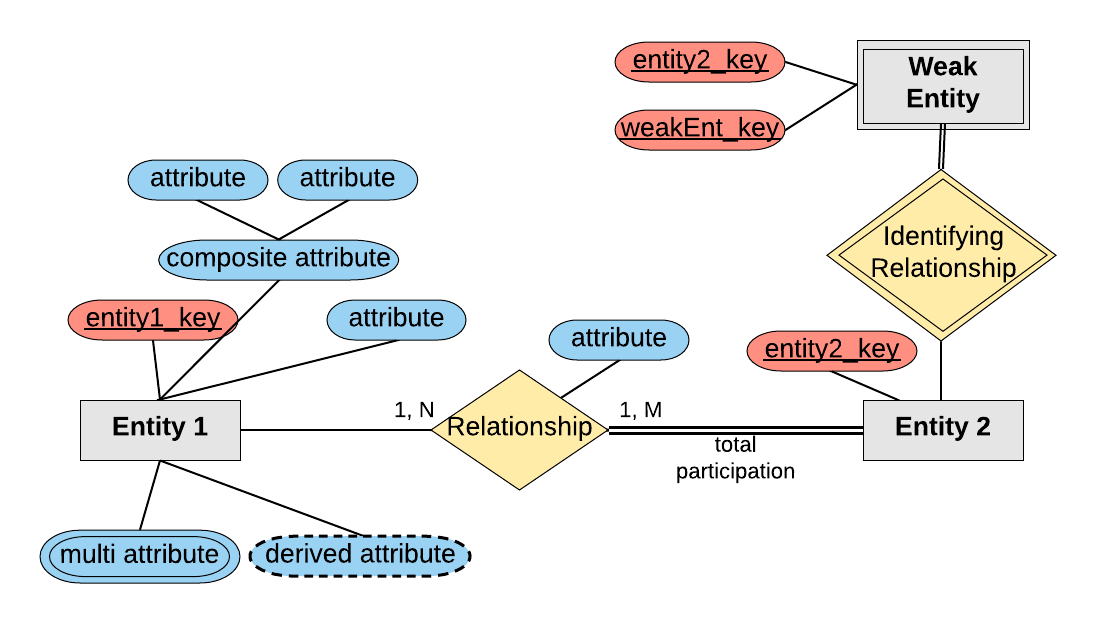 entity2_key
Weak
Entity
weakEnt_key
attribute
attribute
composite attribute
Identifying
Relationship
entity1_key
attribute
attribute
entity2_key
1, N
1, M
Entity 1
Relationship
Entity 2
total
participation
multi attribute
derived attribute